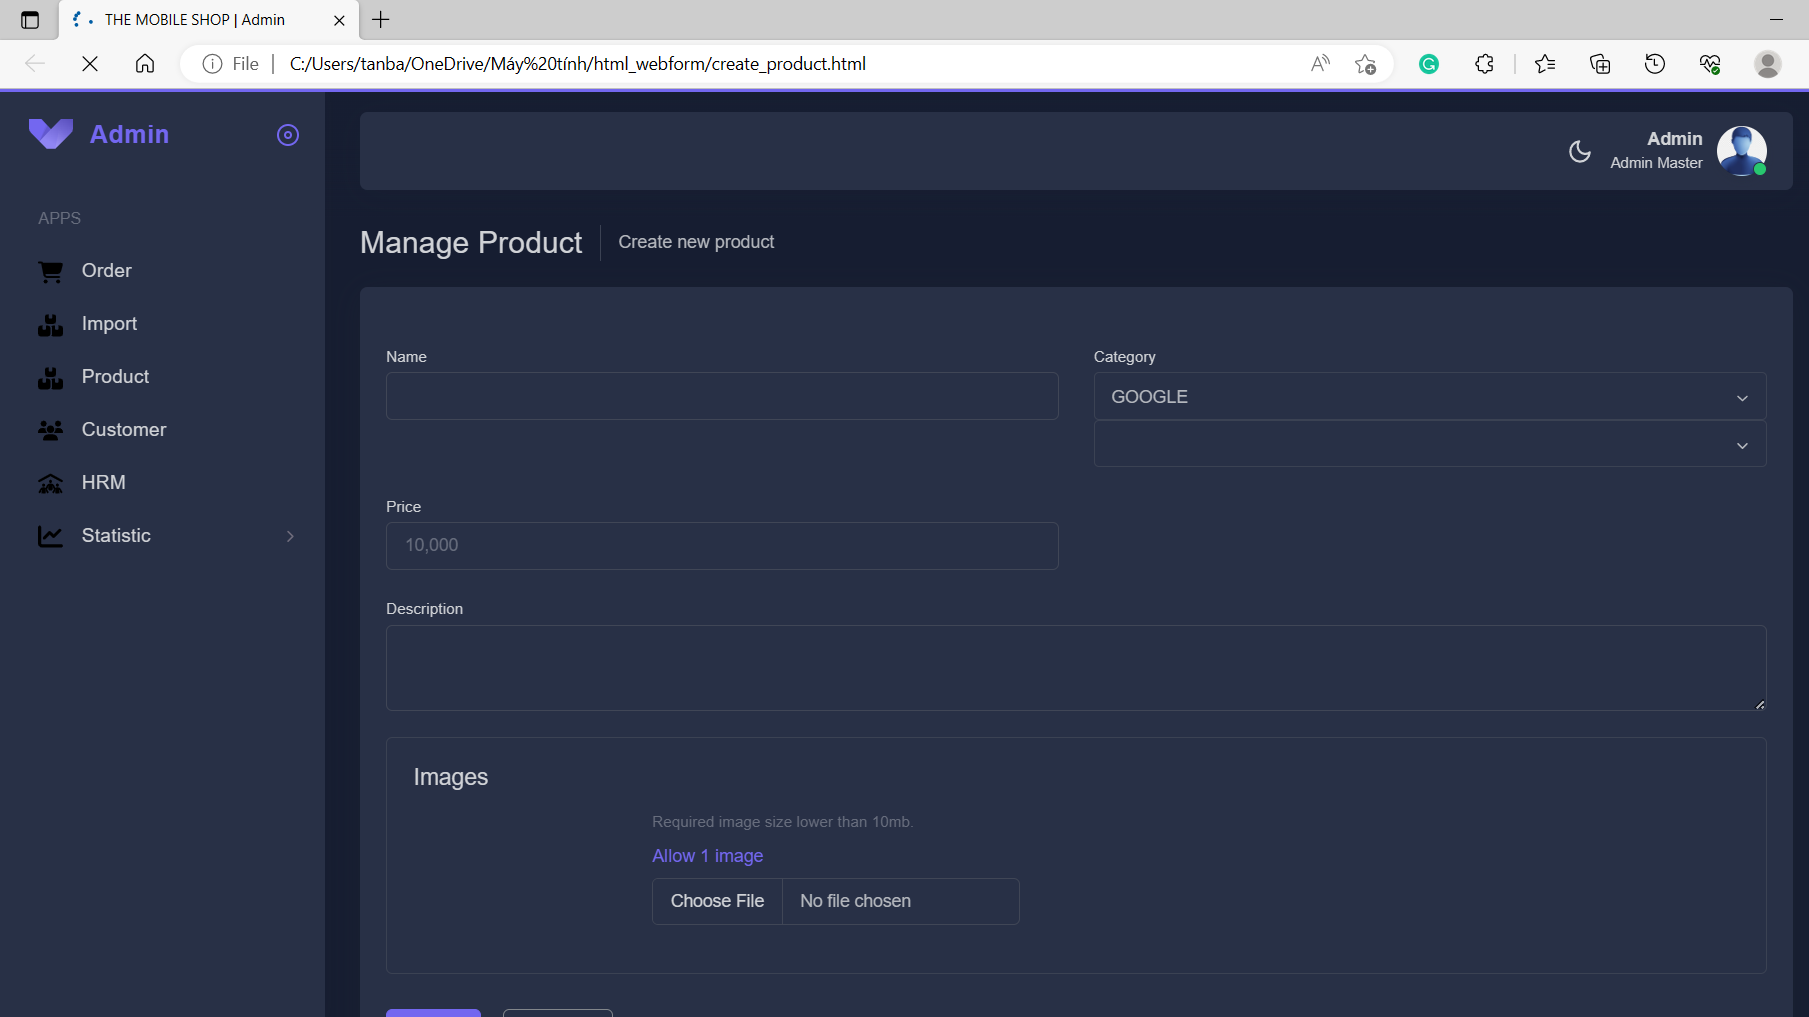 THE MOBILE SHOP | Admin
File
C:/Users/tanba/OneDrive/Máy%20tính/html_webform/create_product.html
Admin
Admin
Admin Master
APPS
Order
Import
Product
Customer
HRM
Statistic
Manage Product
Create new product
Name
Category
GOOGLE
Price
10,000
Description
Images
Required image size lower than 10mb.
Allow 1 image
Choose File
No file chosen